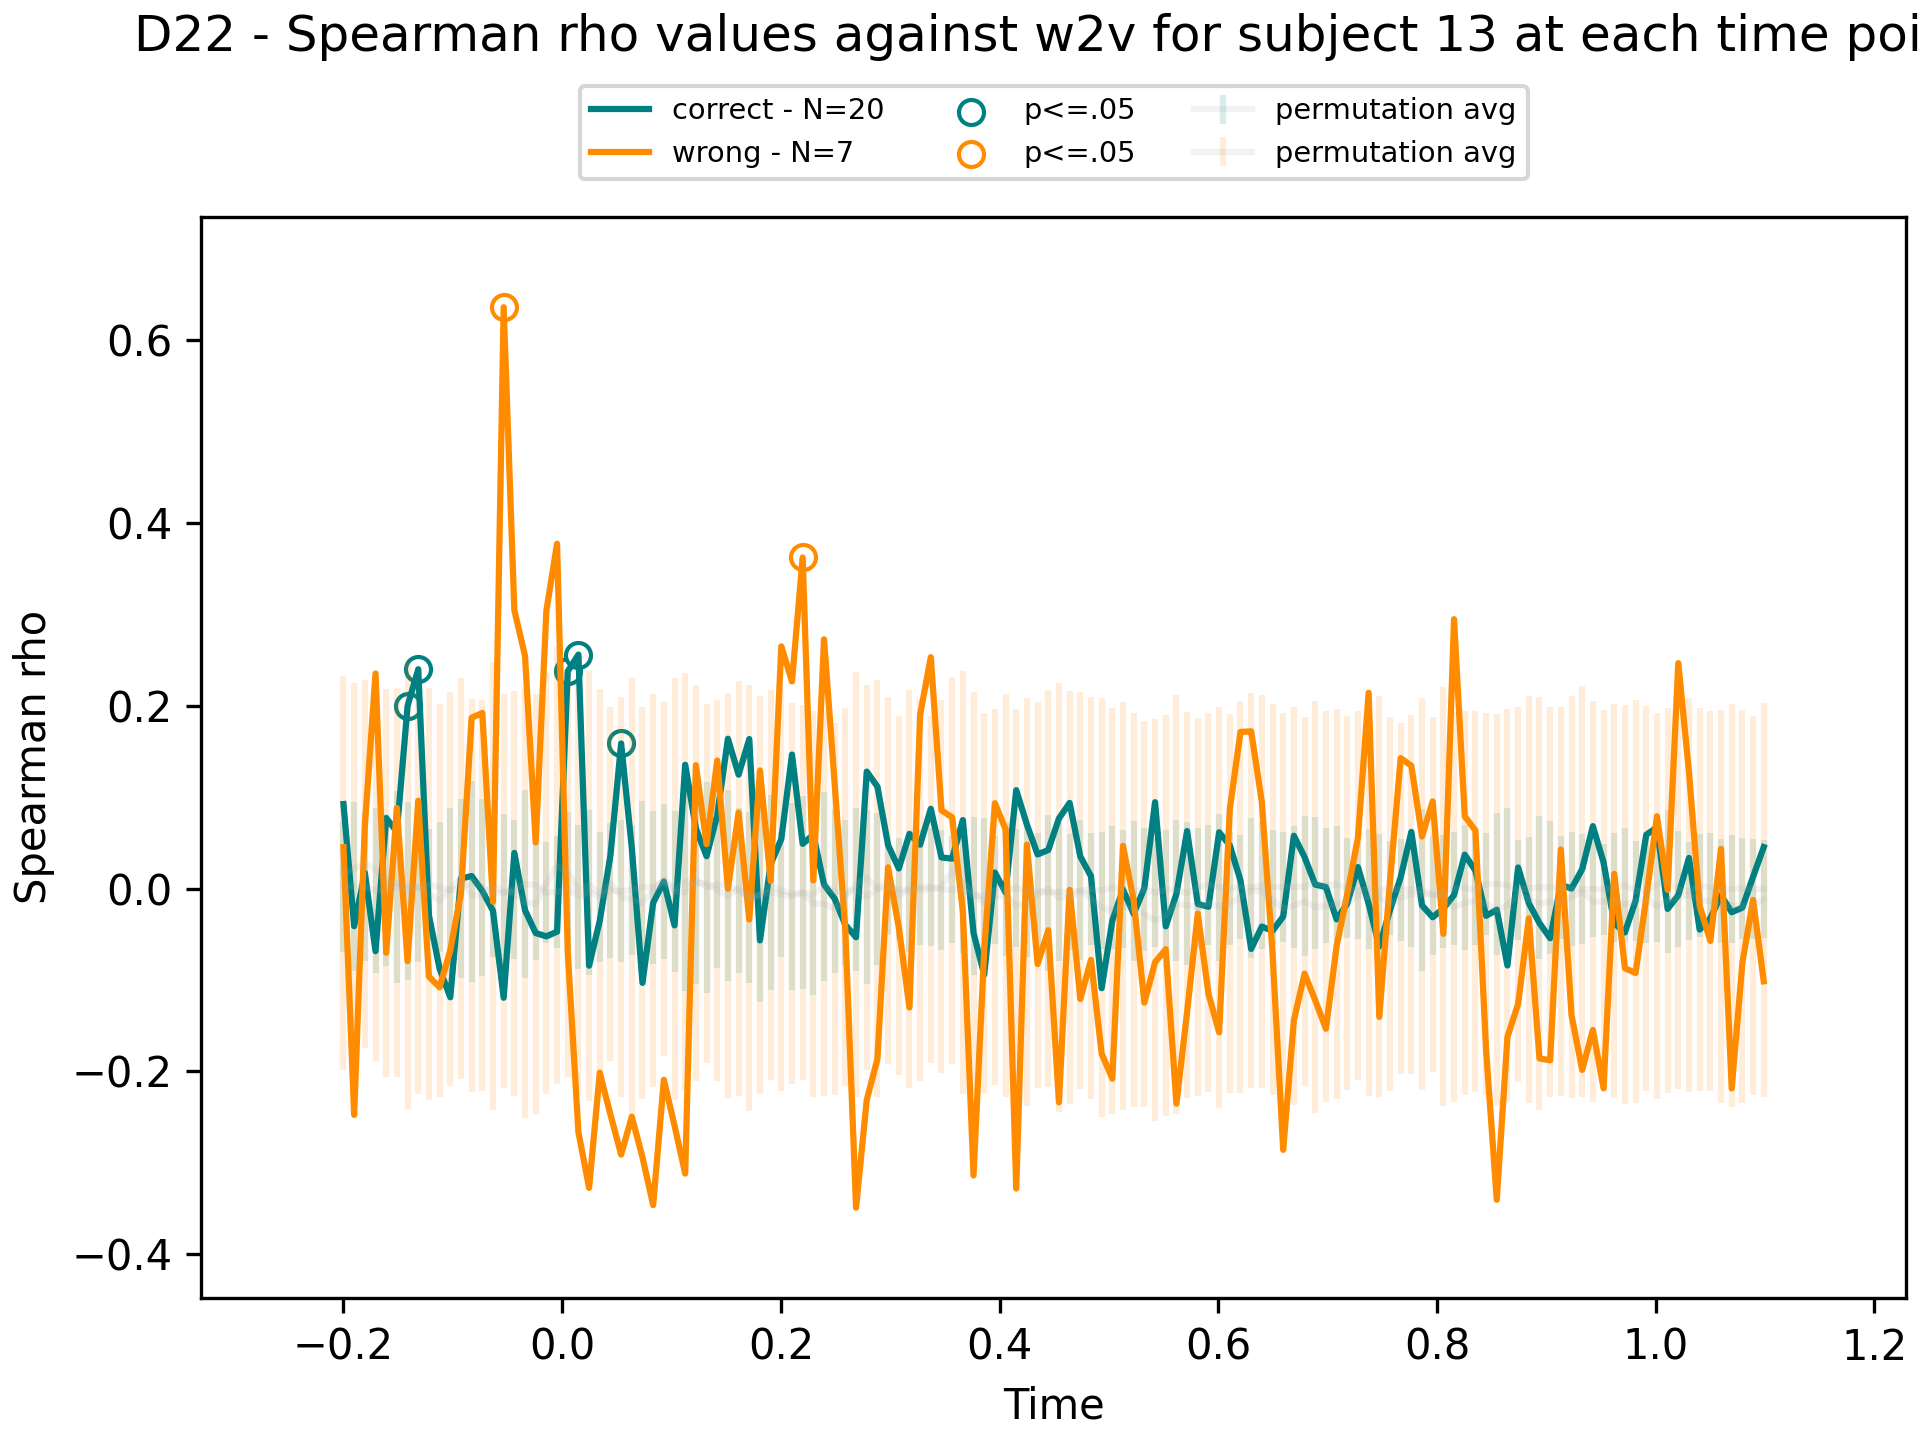 D22 - Spearman rho values against w2v for subject 13 at each time poi
correct - N=20
p<=.05
permutation avg
wrong - N=7
p<=.05
permutation avg
Spearman rho
0.6
0.4
0.2
0.0
−0.2
−0.4
−0.2
0.0
0.2
0.4
0.6
0.8
1.0
1.2
Time